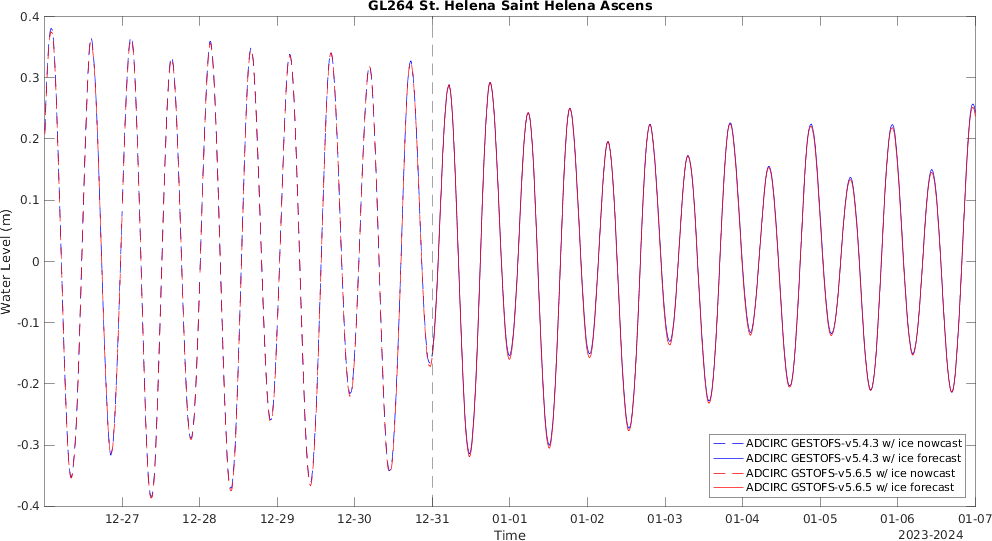 GL264 St. Helena Saint Helena Ascens
0.4
0.3
0.2
0.1
0
-0.1
-0.2
-0.3
-0.4
Water Level (m)
12-27 12-28 12-29 12-30 12-31 01-01 01-02 01-03 01-04 01-05 01-06 01-07
Time
2023-2024
ADCIRC GESTOFS-v5.4.3 w/ ice nowcast
ADCIRC GESTOFS-v5.4.3 w/ ice forecast
ADCIRC GSTOFS-v5.6.5 w/ ice nowcast
ADCIRC GSTOFS-v5.6.5 w/ ice forecast